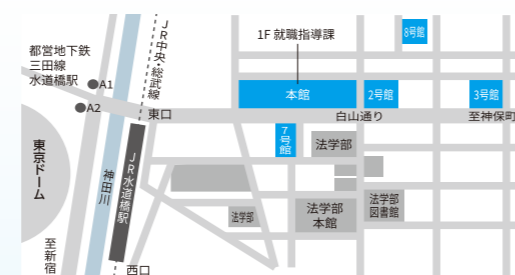 都営地下鉄
三田線
水道橋駅
A1
A2
JR中央・総武線
1F 就職指導課
8号館
本館
2号館
3号館
東口
白山通り
至神保町
7号館
法学部
東京ドーム
神田川
JR水道橋駅
法学部
法学部
本館
法学部
図書館
至新宿
西口